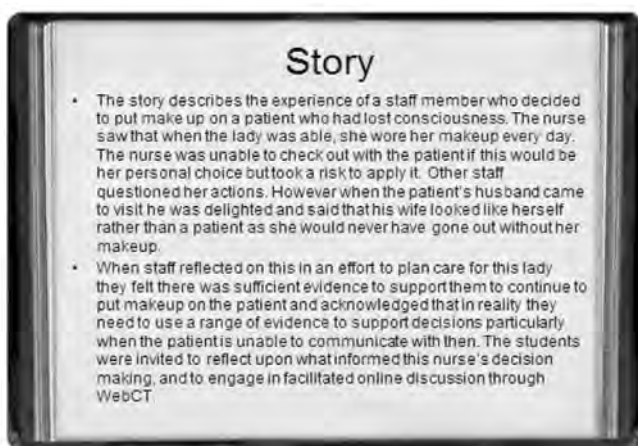 Story
• The story describes the experience of a staff member who decided
to put make up on a patient who had lost consciousness. The nurse
saw that when the lady was able, she wore her makeup every day.
The nurse was unable to check out with the patient if this would be
her personal choice but took a risk to apply it. Other staff
questioned her actions. However when the patient's husband came
to visit he was delighted and said that his wife looked like herself
rather than a patient as she would never have gone out without her
makeup.
• When staff reflected on this in an effort to plan care for this lady
they felt there was sufficient evidence to support them to continue to
put makeup on the patient and acknowledged that in reality they
need to use a range of evidence to support decisions particularly
when the patient is unable to communicate with then. The students
were invited to reflect upon what informed this nurse's decision
making, and to engage in facilitated online discussion through
WebCT